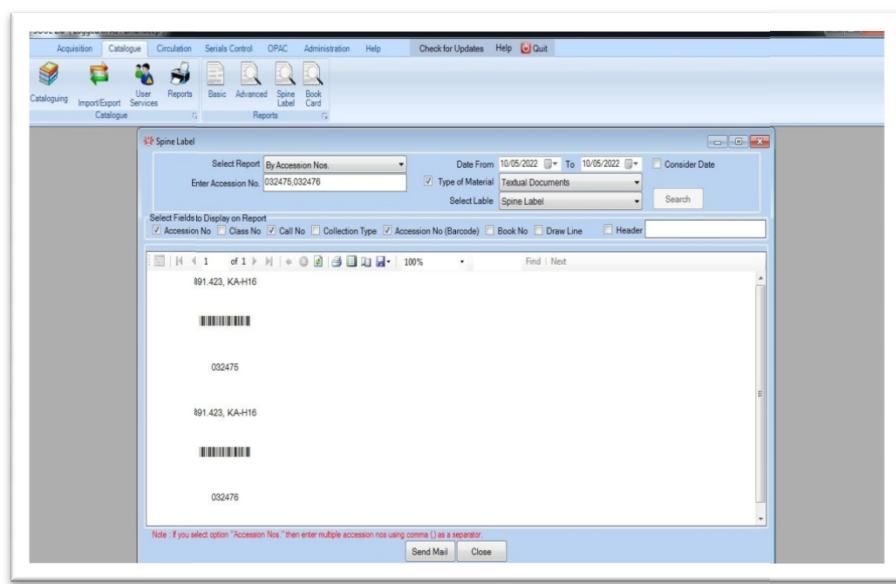 Acquisition Catalogue Circulation Serials Control OPAC Administration Help Check for Updates Help Quit
Cataloguing Import/Export User Services Reports Basic Advanced Spine Label Book Card
Catalogue Reports
Spine Label
Select Report By Accession Nos. Date From 10/05/2022 To 10/05/2022 Consider Date
Enter Accession No. 032475,032476 Type of Material Textual Documents
Select Lable Spine Label Search
Select Fields to Display on Report
Accession No Class No Call No Collection Type Accession No (Barcode) Book No Draw Line Header
1 of 1 100% Find | Next
891.423, KA-H16
032475
891.423, KA-H16
032476
Note : If you select option "Accession Nos." then enter multiple accession nos using comma (,) as a separator.
Send Mail Close